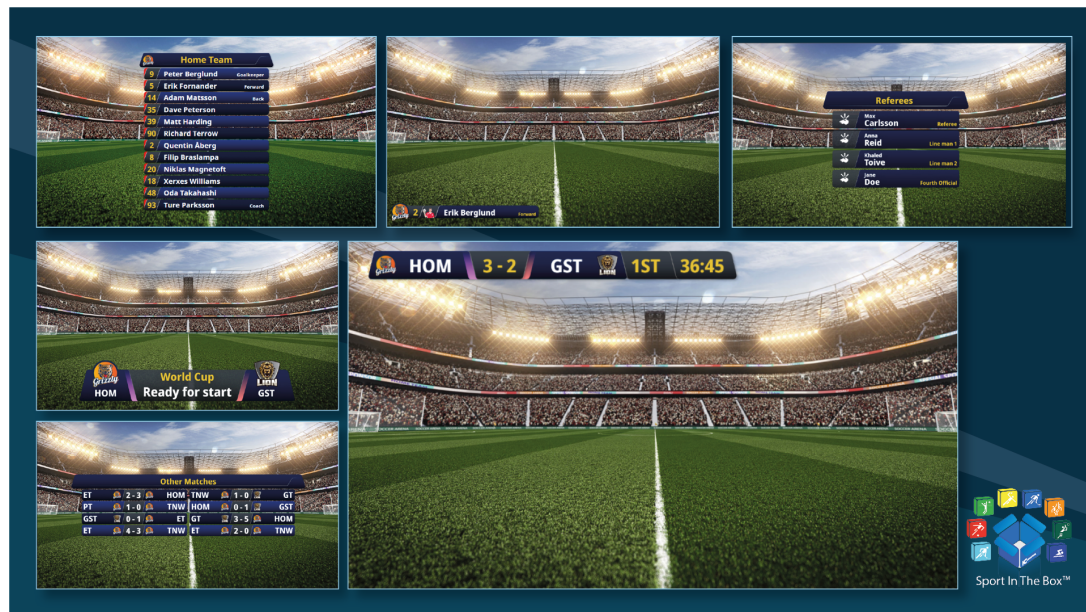 Home Team
9 Peter Berglund Goalkeeper
5 Erik Fornander Forward
14 Adam Matsson Back
35 Dave Peterson
39 Matt Harding
90 Richard Terrow
2 Quentin Åberg
8 Filip Braslampa
20 Niklas Magnetoft
18 Xerxes Williams
48 Oda Takahashi
93 Ture Parksson Coach
Grizzly 2 Erik Berglund Forward
Referees
Max
Carlsson Referee
Anna
Reid Line man 1
Khaled
Toive Line man 2
Jane
Doe Fourth Official
World Cup
Ready for start
Grizzly
HOM
LION
GST
Grizzly HOM 3 - 2 GST LION 1ST 36:45
Other Matches
ET 2 - 3 HOM TNW 1 - 0 GT
PT 1 - 0 TNW HOM 0 - 1 GST
GST 0 - 1 ET GT 3 - 5 HOM
ET 4 - 3 TNW ET 2 - 0 TNW
Sport In The Box™